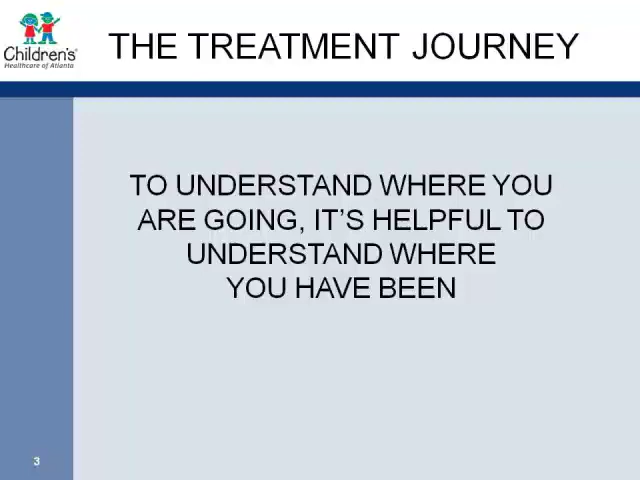 Children's
Healthcare of Atlanta
THE TREATMENT JOURNEY
TO UNDERSTAND WHERE YOU
ARE GOING, IT’S HELPFUL TO
UNDERSTAND WHERE
YOU HAVE BEEN
3